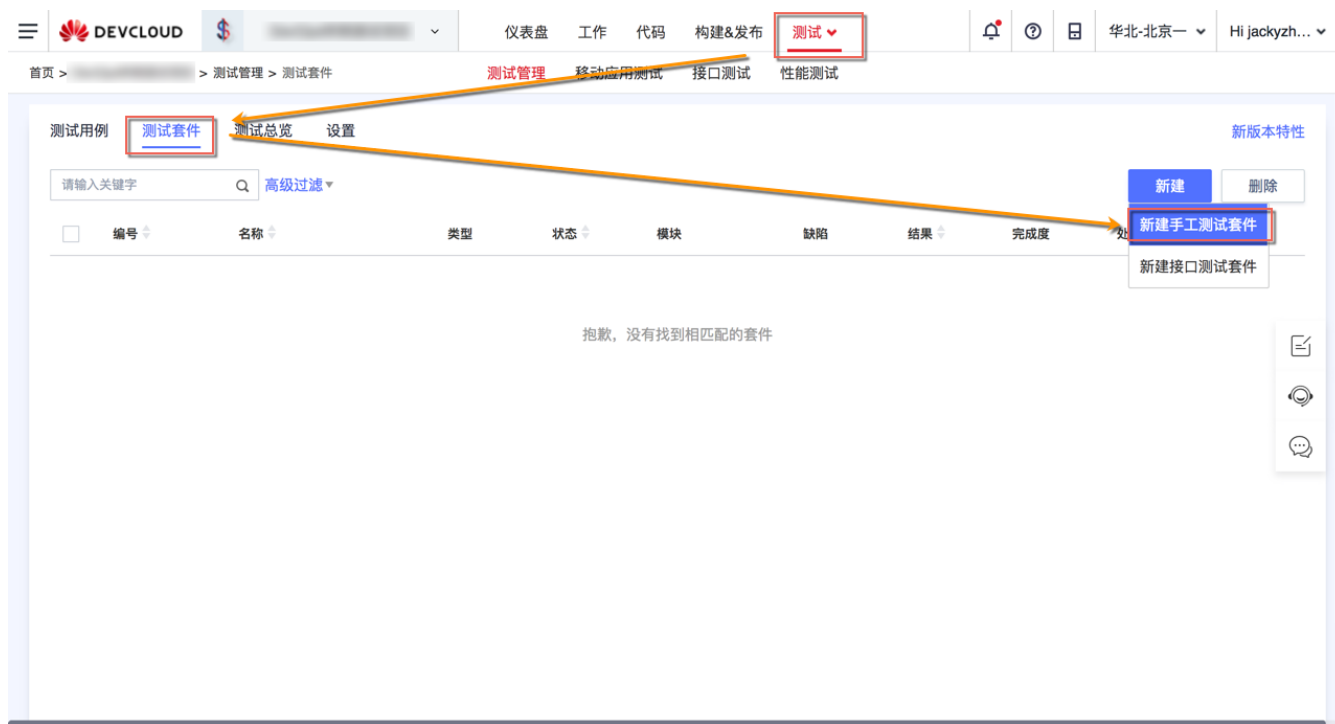 DEVCLOUD 仪表盘 工作 代码 构建&发布 测试 华北-北京一 Hi jackyzh...
首页 > > 测试管理 > 测试套件 测试管理 移动应用测试 接口测试 性能测试
测试用例 测试套件 测试总览 设置 新版本特性
请输入关键字 高级过滤 新建 删除
新建手工测试套件
编号 名称 类型 状态 模块 缺陷 结果 完成度 处
新建接口测试套件
抱歉，没有找到相匹配的套件